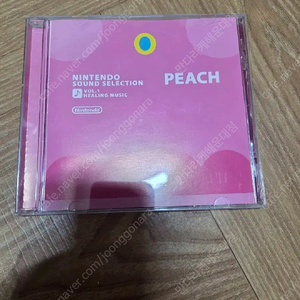 NINTENDO
SOUND SELECTION
VOL.1
HEALING MUSIC
PEACH
Nintendo